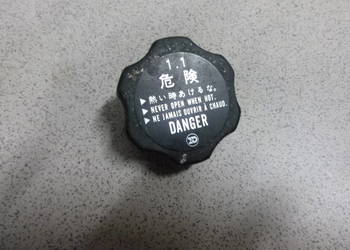 1.1
危険
▶熱い時あけるな。
▶NEVER OPEN WHEN HOT.
▶NE JAMAIS OUVRIR À CHAUD.
DANGER